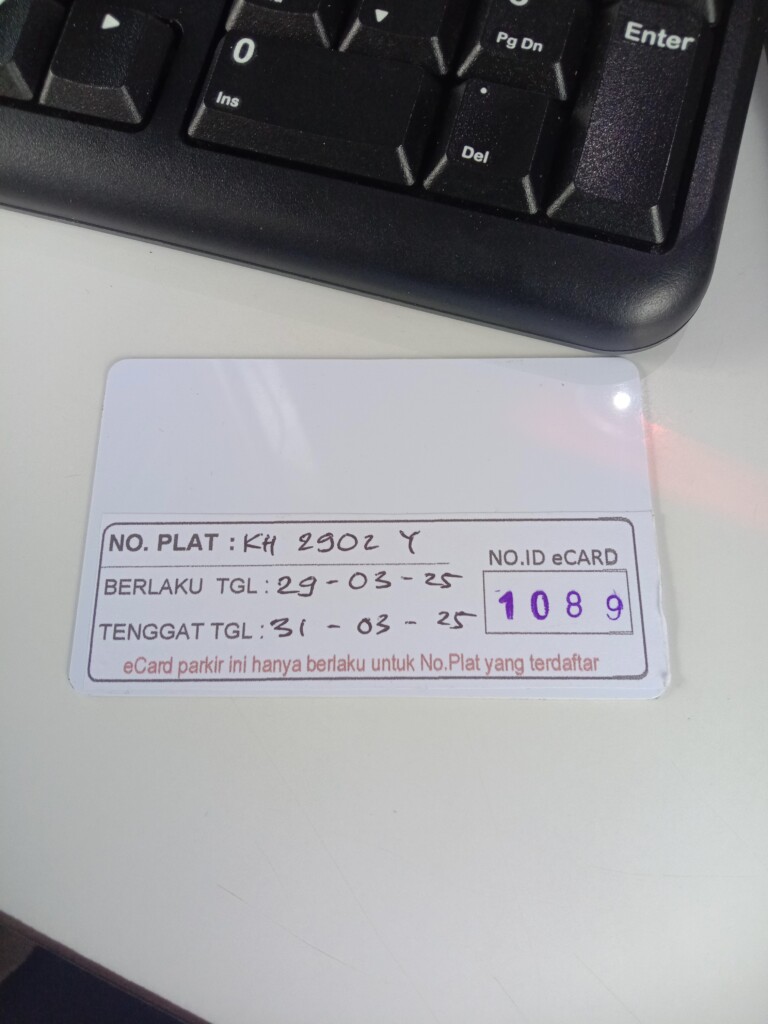 Enter
Pg Dn
0
Ins
Del
NO. PLAT : KH 2902 Y
NO.ID eCARD
BERLAKU TGL : 29 - 03 - 25
1089
TENGGAT TGL : 31 - 03 - 25
eCard parkir ini hanya berlaku untuk No.Plat yang terdaftar